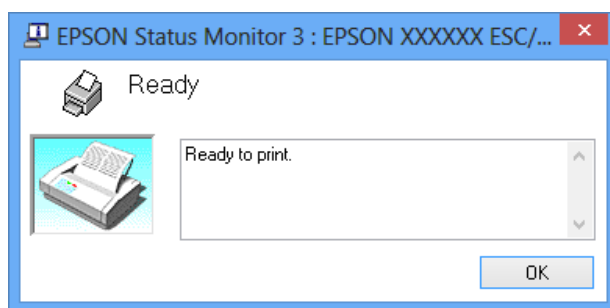 EPSON Status Monitor 3 : EPSON XXXXXX ESC/...
Ready
Ready to print.
OK